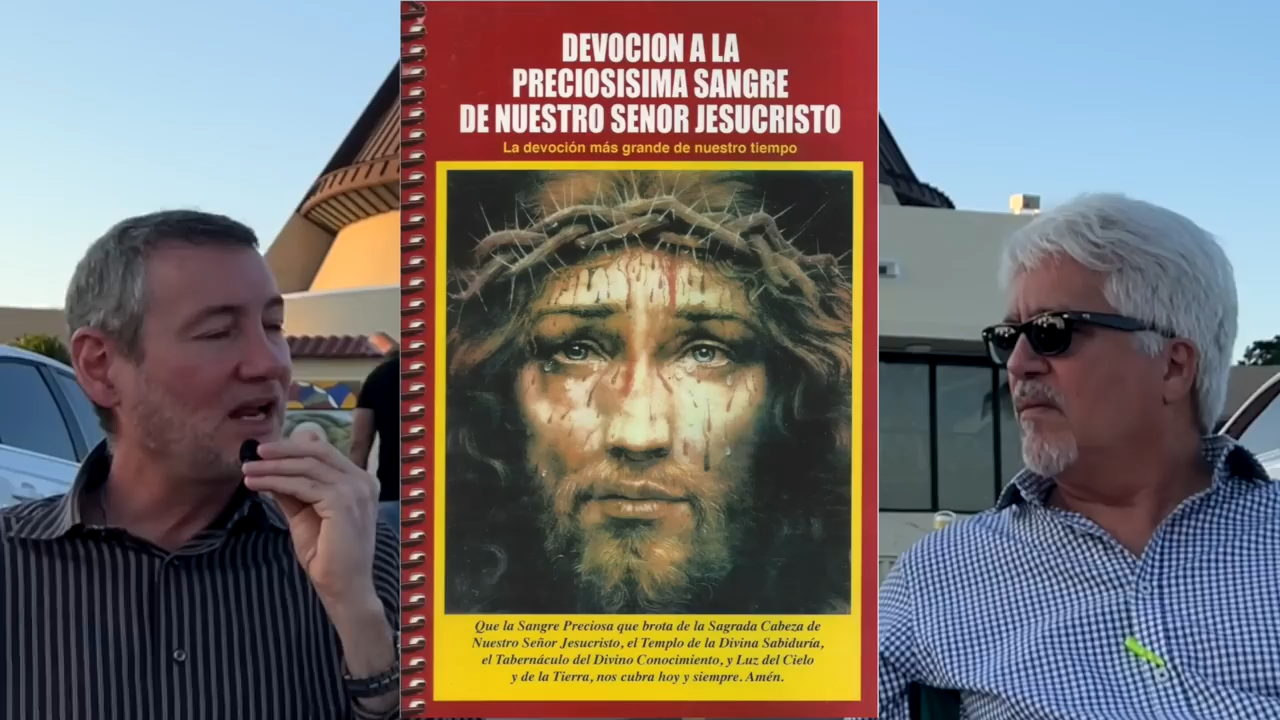 DEVOCION A LA
PRECIOSISIMA SANGRE
DE NUESTRO SENOR JESUCRISTO
La devoción más grande de nuestro tiempo
Que la Sangre Preciosa que brota de la Sagrada Cabeza de
Nuestro Señor Jesucristo, el Templo de la Divina Sabiduría,
el Tabernáculo del Divino Conocimiento, y Luz del Cielo
y de la Tierra, nos cubra hoy y siempre. Amén.